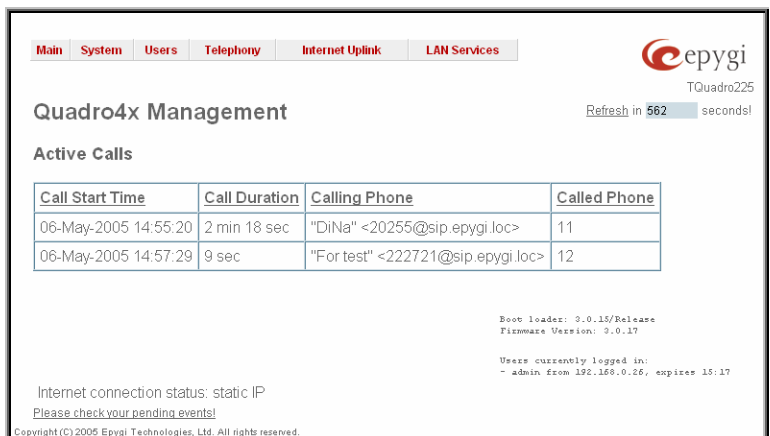 Main System Users Telephony Internet Uplink LAN Services
epygi
TQuadro225
Refresh in 562 seconds!
Quadro4x Management
Active Calls
Call Start Time Call Duration Calling Phone Called Phone
06-May-2005 14:55:20 2 min 18 sec "DiNa" <20255@sip.epygi.loc> 11
06-May-2005 14:57:29 9 sec "For test" <222721@sip.epygi.loc> 12
Boot loader: 3.0.15/Release
Firmware Version: 3.0.17
Users currently logged in:
- admin from 192.168.0.26, expires 15:17
Internet connection status: static IP
Please check your pending events!
Copyright (C) 2005 Epygi Technologies, Ltd. All rights reserved.